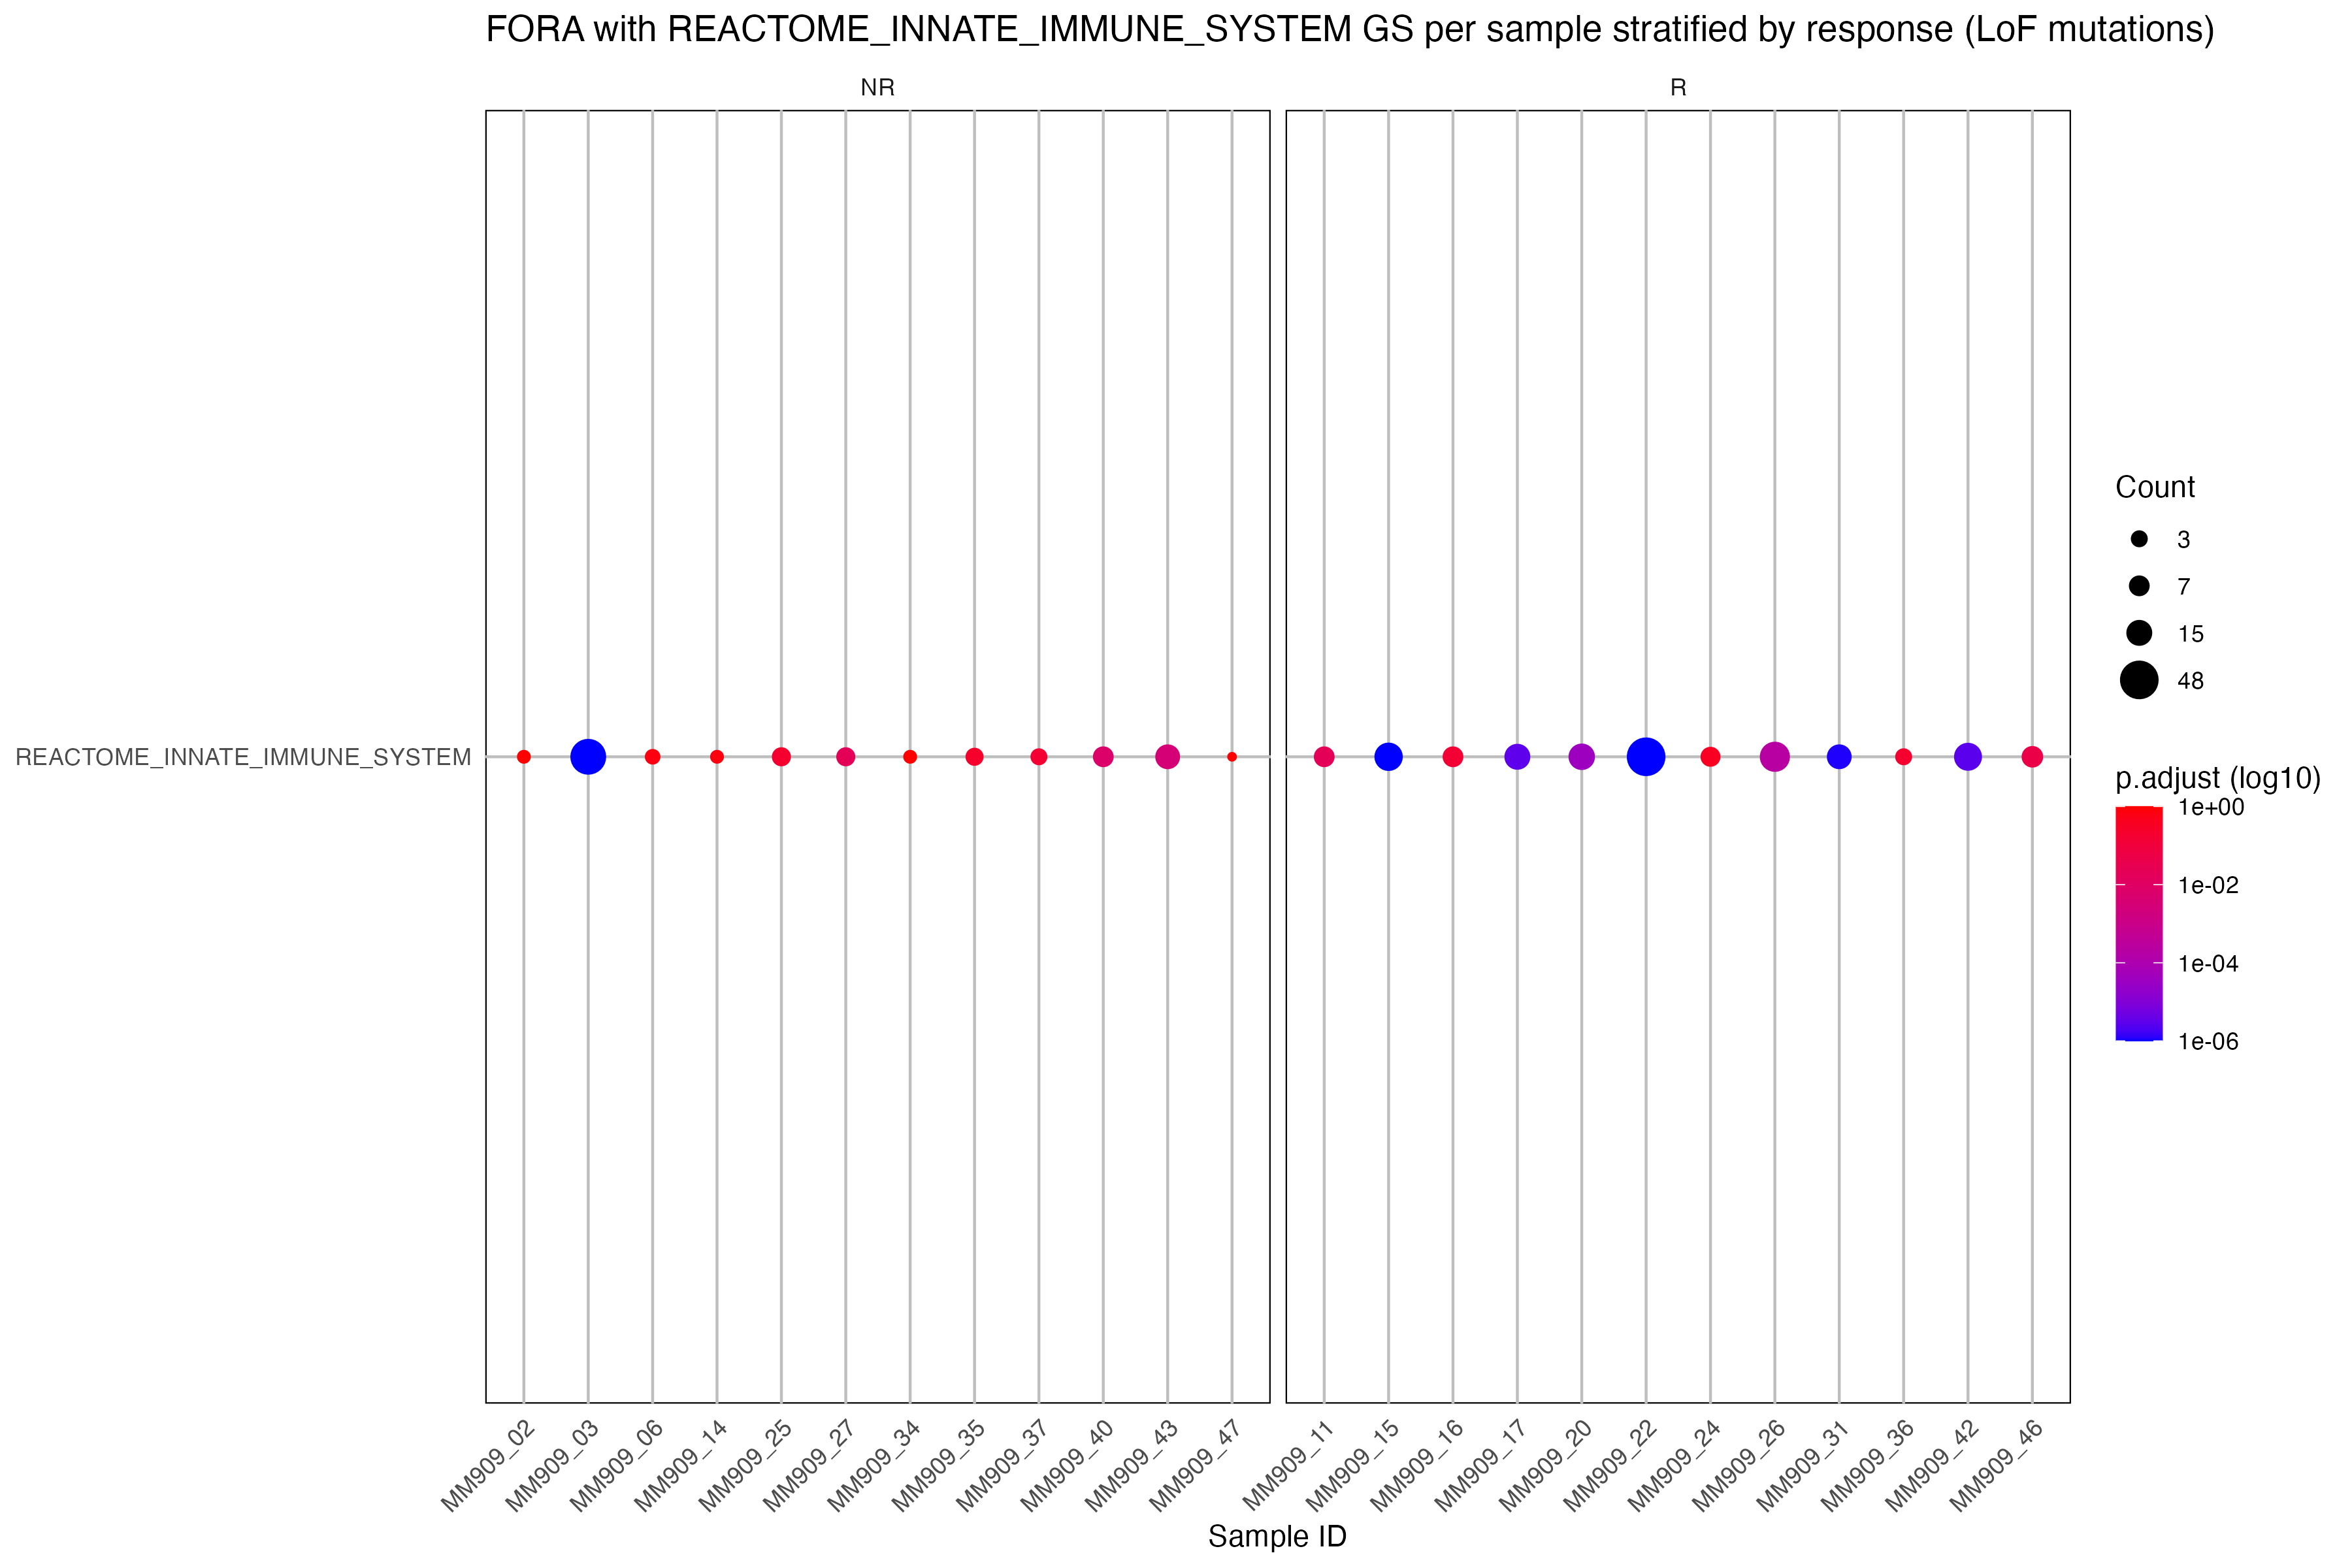 FORA with REACTOME_INNATE_IMMUNE_SYSTEM GS per sample stratified by response (LoF mutations)
NR
R
REACTOME_INNATE_IMMUNE_SYSTEM
Count
3
7
15
48
p.adjust (log10)
1e+00
1e-02
1e-04
1e-06
MM909_02
MM909_03
MM909_06
MM909_14
MM909_25
MM909_27
MM909_34
MM909_35
MM909_37
MM909_40
MM909_43
MM909_47
MM909_11
MM909_15
MM909_16
MM909_17
MM909_20
MM909_22
MM909_24
MM909_26
MM909_31
MM909_36
MM909_42
MM909_46
Sample ID